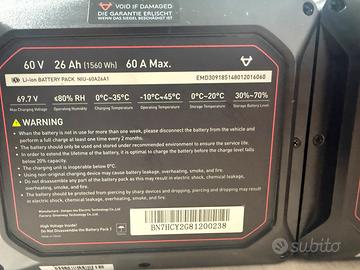 VOID IF DAMAGED
DIE GARANTIE ERLISCHT
WENN DAS SIEGEL BESCHÄDIGT IST
60 V 26 Ah (1560 Wh) 60 A Max.
Li-ion BATTERY PACK NIU-60A26A1
EMD309185148012016060
69.7 V ≤80% RH 0°C~35°C -10°C~45°C 0°C~20°C 30%~70%
Max Charging Voltage Operating Humidity Charging Temperature Operating Temperature Storage Temperature Storage Battery Level
WARNING
When the battery is not in use for more than one week, please disconnect the battery from the vehicle and
perform a full charge at least one time every 2 months.
The battery should only be used and stored under recommended environment to ensure the service life.
In order to extend the lifetime of the battery, it is optimal to charge the battery before the charge level falls
below 20% capacity.
The charging unit is inoperable below 0°C.
Using non-original charging device may cause battery leakage, overheating, smoke, and fire.
Do not disassemble any part of the battery pack as this may result in electric shock, chemical leakage,
overheating, smoke, and fire.
The battery should be protected from piercing by sharp devices and dropping, piercing and dropping may result
in electric shock, chemical leakage, overheating, smoke, and fire.
High Voltage Inside!
Do Not Disassemble the Battery Pack!
BN7HCY2G81200238
subito